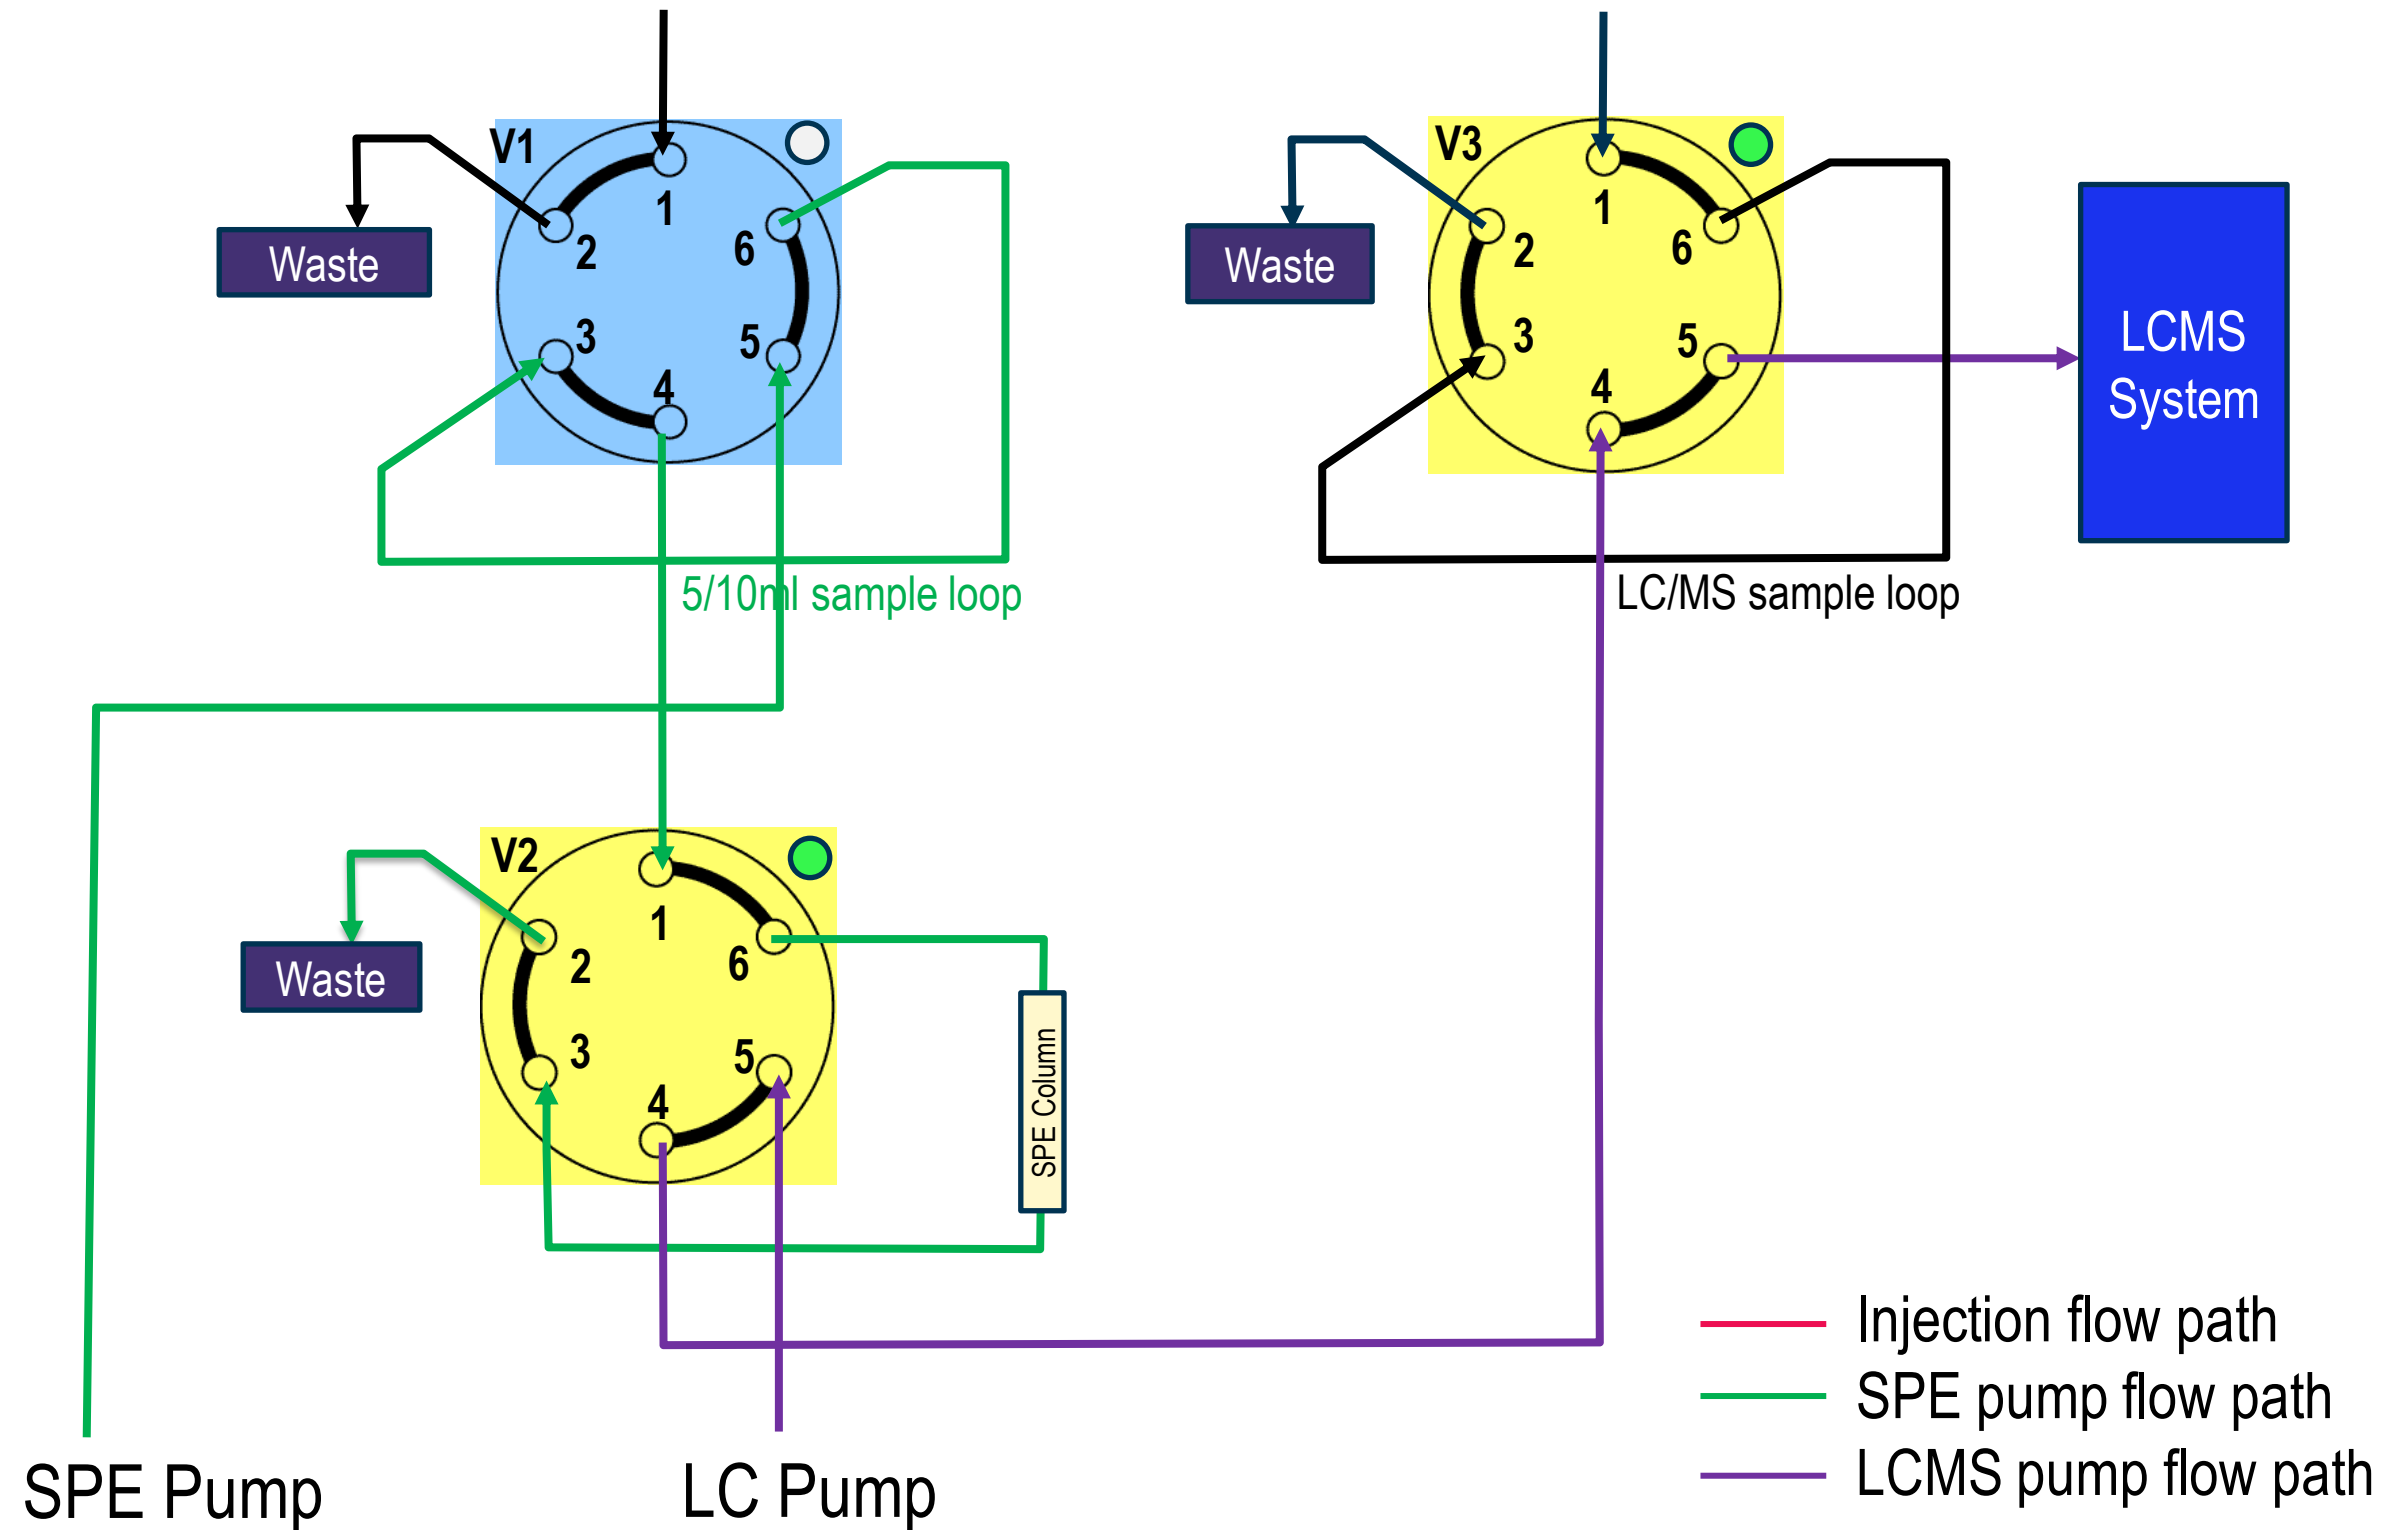 V1
1
2
3
4
5
6
Waste
5/10ml sample loop
V3
1
2
3
4
5
6
Waste
LCMS
System
LC/MS sample loop
V2
1
2
3
4
5
6
Waste
SPE Column
SPE Pump
LC Pump
Injection flow path
SPE pump flow path
LCMS pump flow path